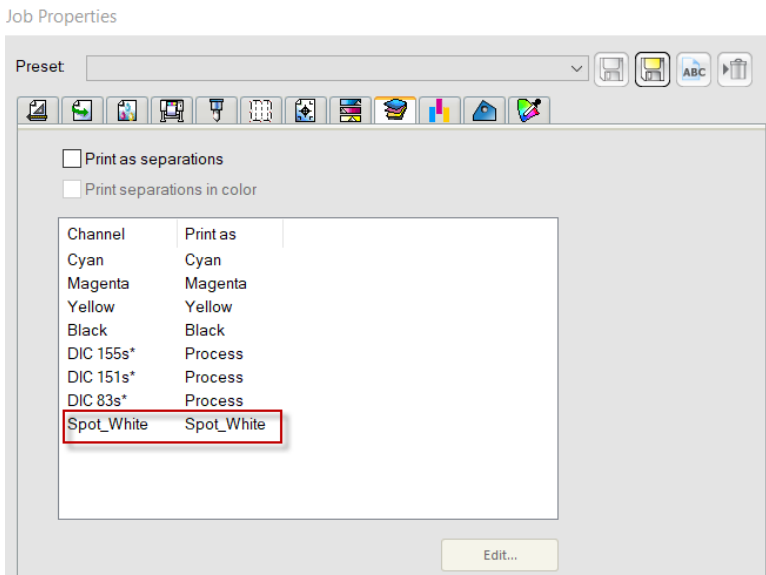 Job Properties
Preset:
ABC
Print as separations
Print separations in color
Channel Print as
Cyan Cyan
Magenta Magenta
Yellow Yellow
Black Black
DIC 155s* Process
DIC 151s* Process
DIC 83s* Process
Spot_White Spot_White
Edit...